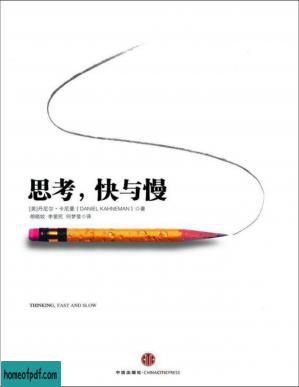 思考,快与慢
[美]丹尼尔·卡尼曼(DANIEL KAHNEMAN)◎著
胡晓姣 李爱民 何梦莹◎译
THINKING, FAST AND SLOW
中信出版社·CHINACITICPRESS
homeofpdf.com